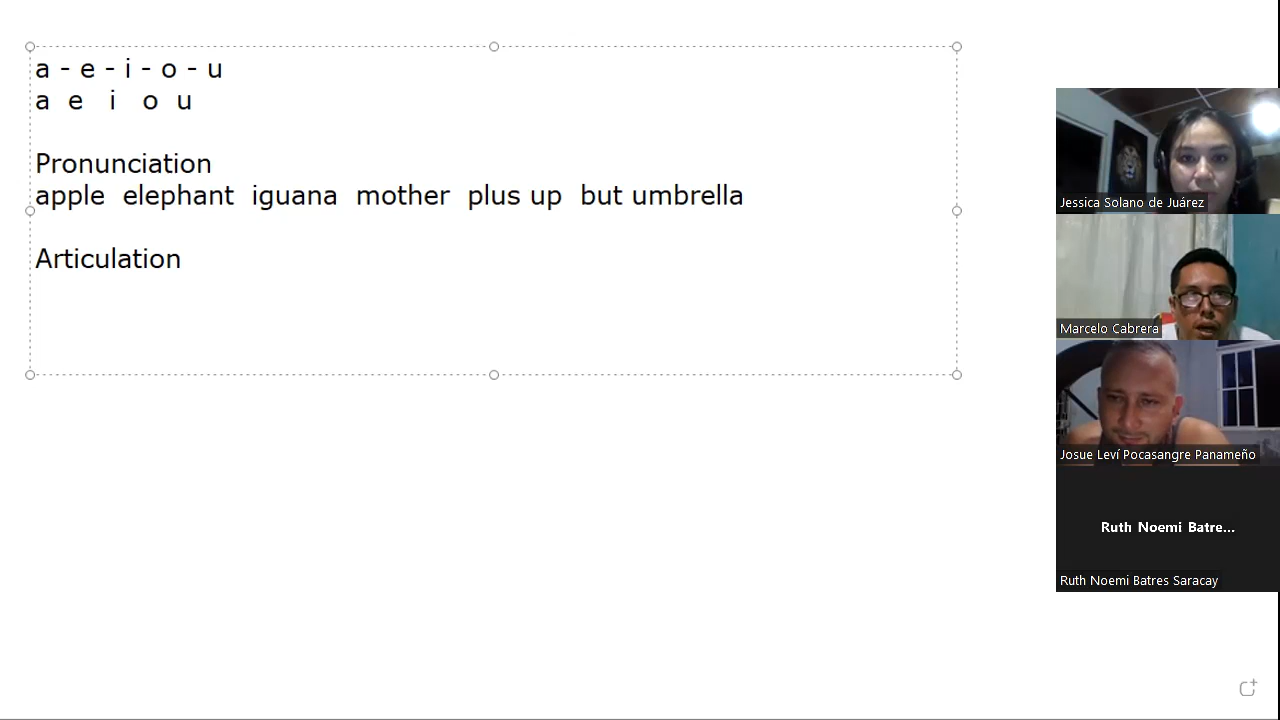 a - e - i - o - u
a e i o u
Pronunciation
apple elephant iguana mother plus up but umbrella
Articulation
Jessica Solano de Juárez
Marcelo Cabrera
Josue Leví Pocasangre Panameño
Ruth Noemi Batre...
Ruth Noemi Batres Saracay